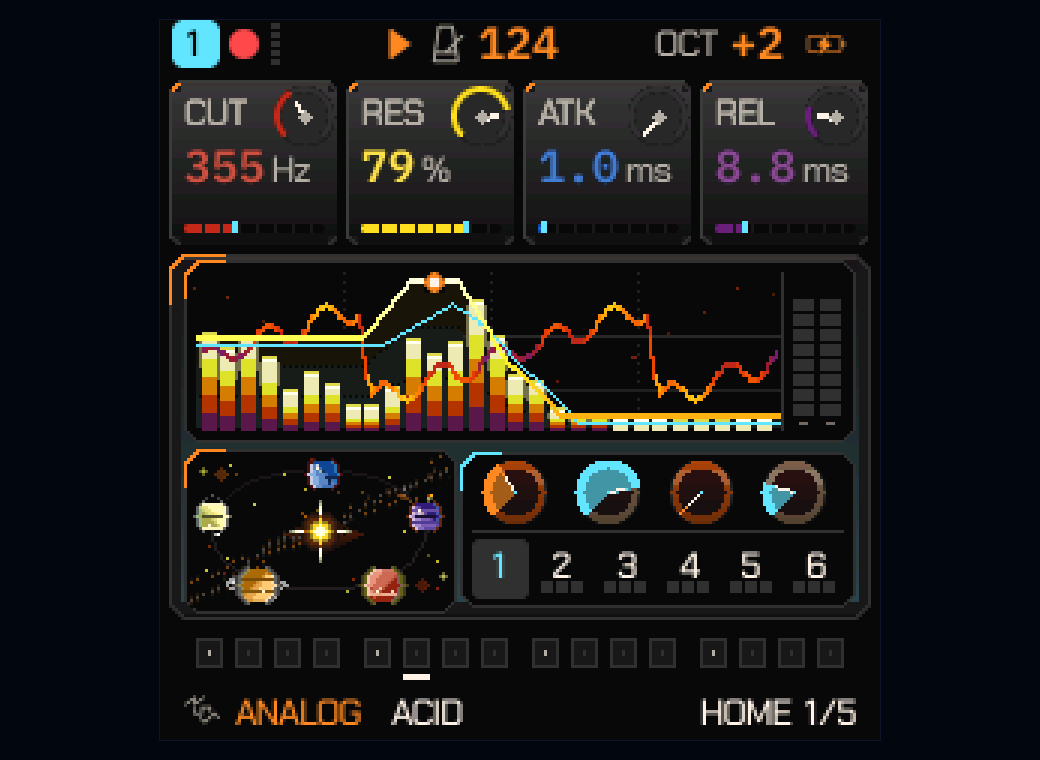 1 124 OCT +2
CUT RES ATK REL
355 Hz 79 % 1.0 ms 8.8 ms
1 2 3 4 5 6
ANALOG ACID HOME 1/5